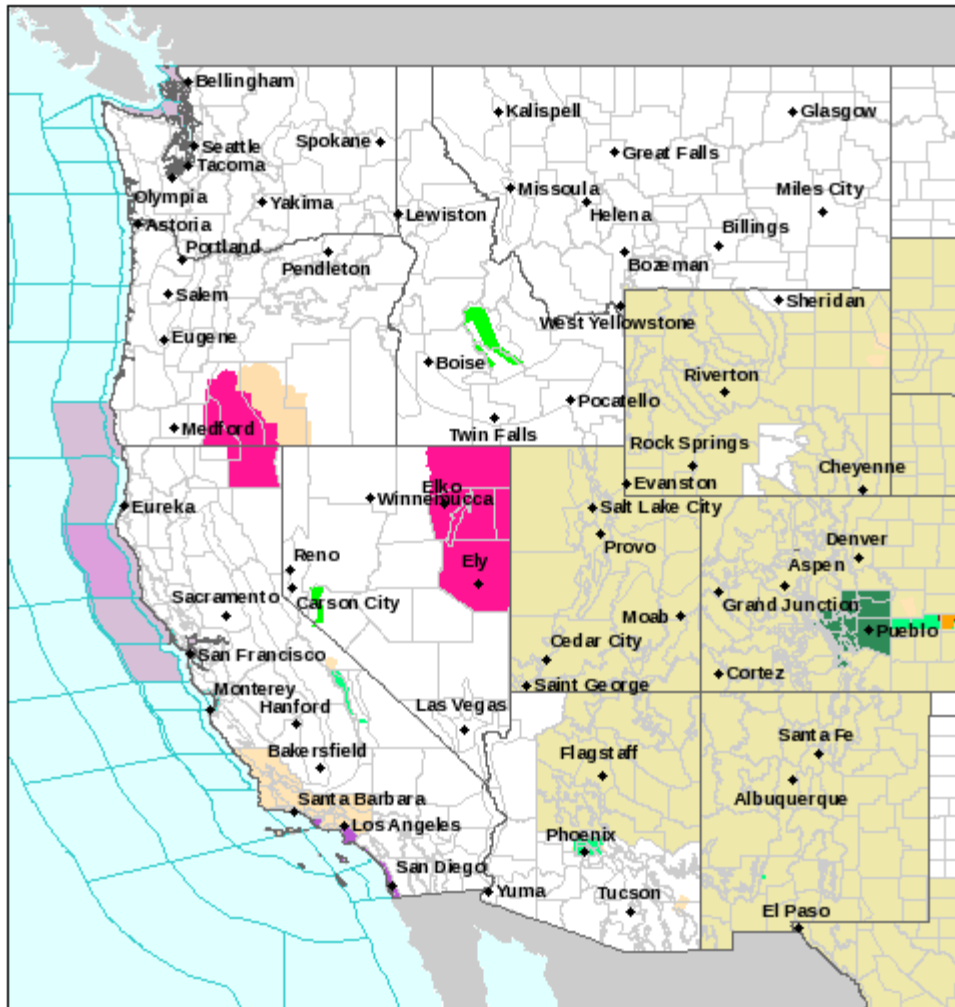 Bellingham
Kalispell
Glasgow
Seattle
Spokane
Great Falls
Tacoma
Olympia
Missoula
Miles City
Yakima
Helena
Lewiston
Astoria
Billings
Portland
Pendleton
Bozeman
Salem
Sheridan
West Yellowstone
Eugene
Boise
Riverton
Pocatello
Medford
Twin Falls
Rock Springs
Cheyenne
Elko
Evanston
Winnemucca
Eureka
Salt Lake City
Provo
Denver
Reno
Ely
Aspen
Sacramento
Carson City
Grand Junction
Moab
Pueblo
Cedar City
San Francisco
Cortez
Saint George
Monterey
Hanford
Las Vegas
Santa Fe
Bakersfield
Flagstaff
Albuquerque
Santa Barbara
Los Angeles
Phoenix
San Diego
Yuma
Tucson
El Paso